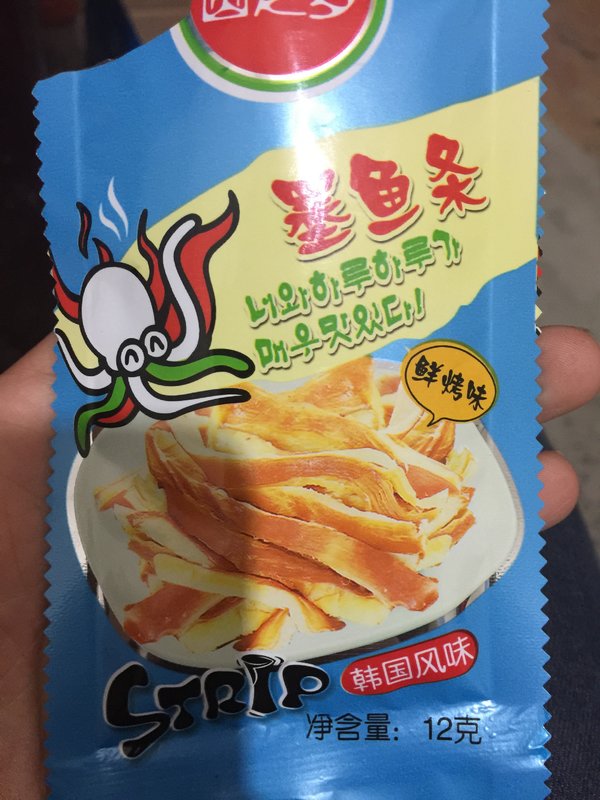 墨鱼条
너와하루하루가
매우맛있다!
鲜烤味
STRIP
韩国风味
净含量：12克